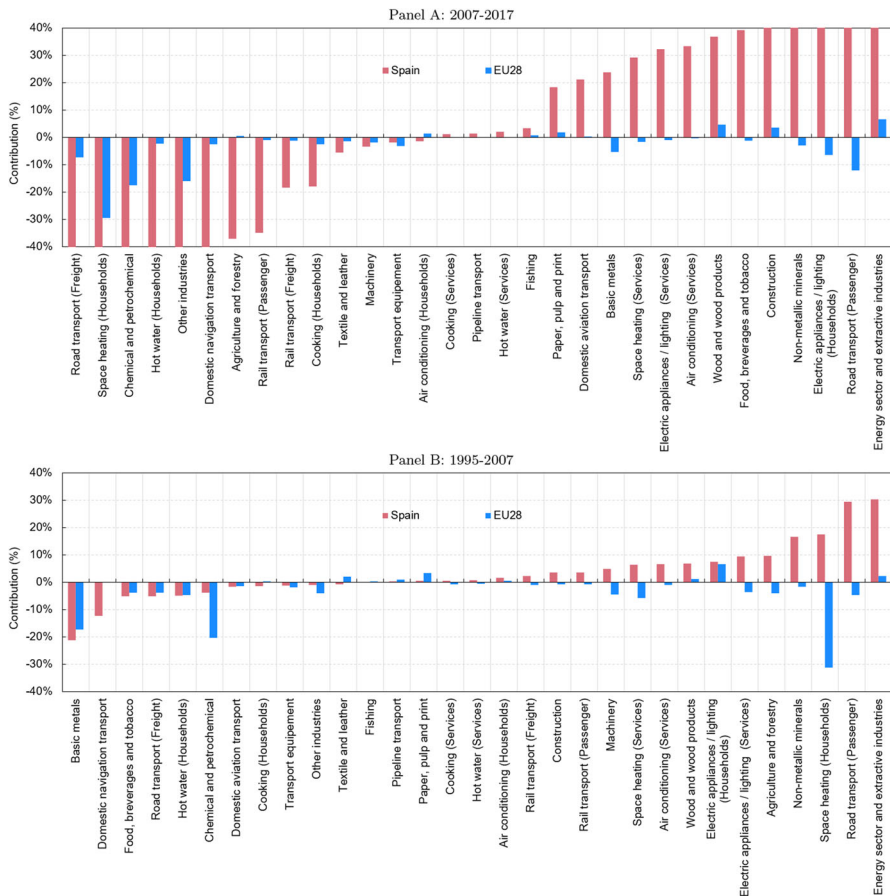 Panel A: 2007-2017
40%
30%
20%
10%
0%
-10%
-20%
-30%
-40%
Contribution (%)
Spain
EU28
Road transport (Freight)
Space heating (Households)
Chemical and petrochemical
Hot water (Households)
Other industries
Domestic navigation transport
Agriculture and forestry
Rail transport (Passenger)
Rail transport (Freight)
Cooking (Households)
Textile and leather
Machinery
Transport equipement
Air conditioning (Households)
Cooking (Services)
Pipeline transport
Hot water (Services)
Fishing
Paper, pulp and print
Domestic aviation transport
Basic metals
Space heating (Services)
Electric appliances / lighting (Services)
Air conditioning (Services)
Wood and wood products
Food, breverages and tobacco
Construction
Non-metallic minerals
Electric appliances / lighting
(Households)
Road transport (Passenger)
Energy sector and extractive industries
Panel B: 1995-2007
40%
30%
20%
10%
0%
-10%
-20%
-30%
-40%
Contribution (%)
Spain
EU28
Basic metals
Domestic navigation transport
Food, breverages and tobacco
Road transport (Freight)
Hot water (Households)
Chemical and petrochemical
Domestic aviation transport
Cooking (Households)
Transport equipement
Other industries
Textile and leather
Fishing
Pipeline transport
Paper, pulp and print
Cooking (Services)
Hot water (Services)
Air conditioning (Households)
Rail transport (Freight)
Construction
Rail transport (Passenger)
Machinery
Space heating (Services)
Air conditioning (Services)
Wood and wood products
Electric appliances / lighting
(Households)
Electric appliances / lighting (Services)
Agriculture and forestry
Non-metallic minerals
Space heating (Households)
Road transport (Passenger)
Energy sector and extractive industries